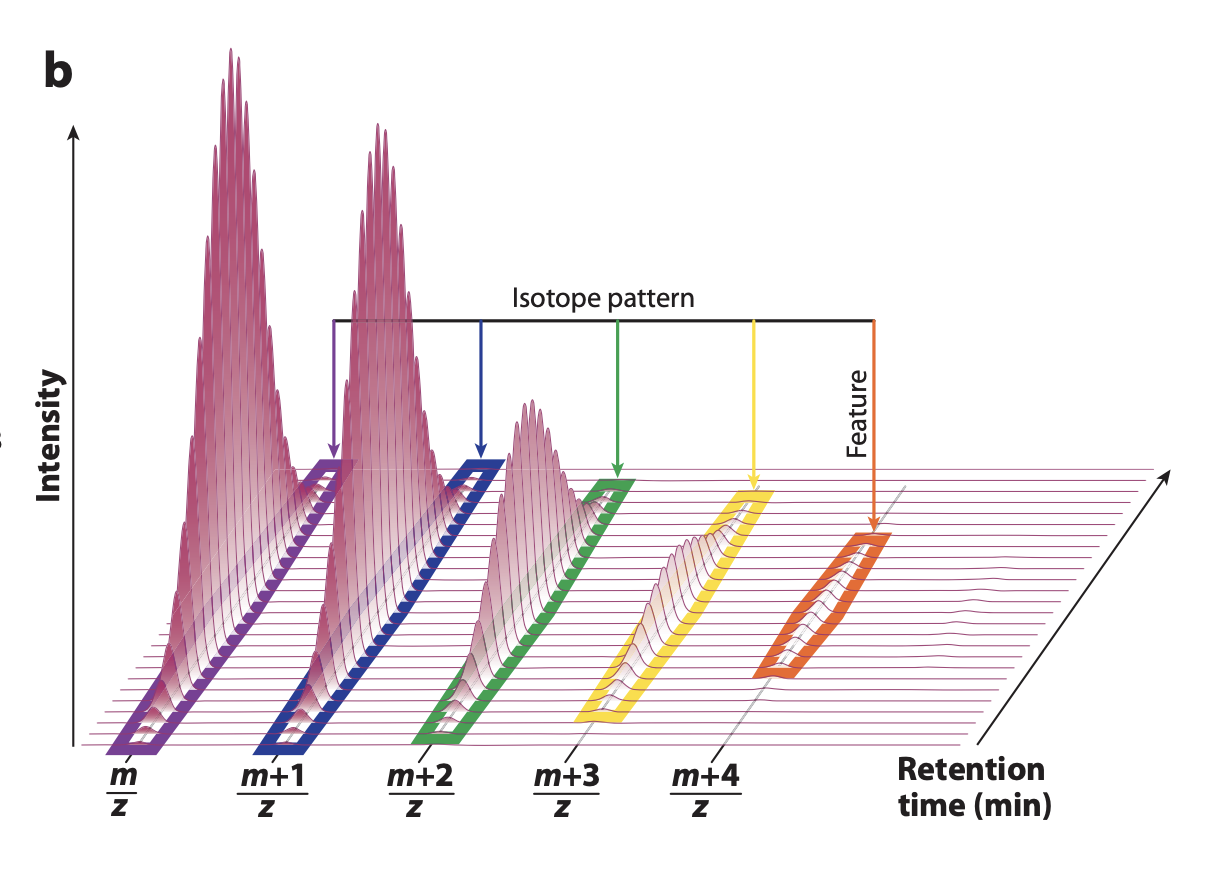 b
Intensity
Isotope pattern
Feature
m/z
m+1/z
m+2/z
m+3/z
m+4/z
Retention
time (min)